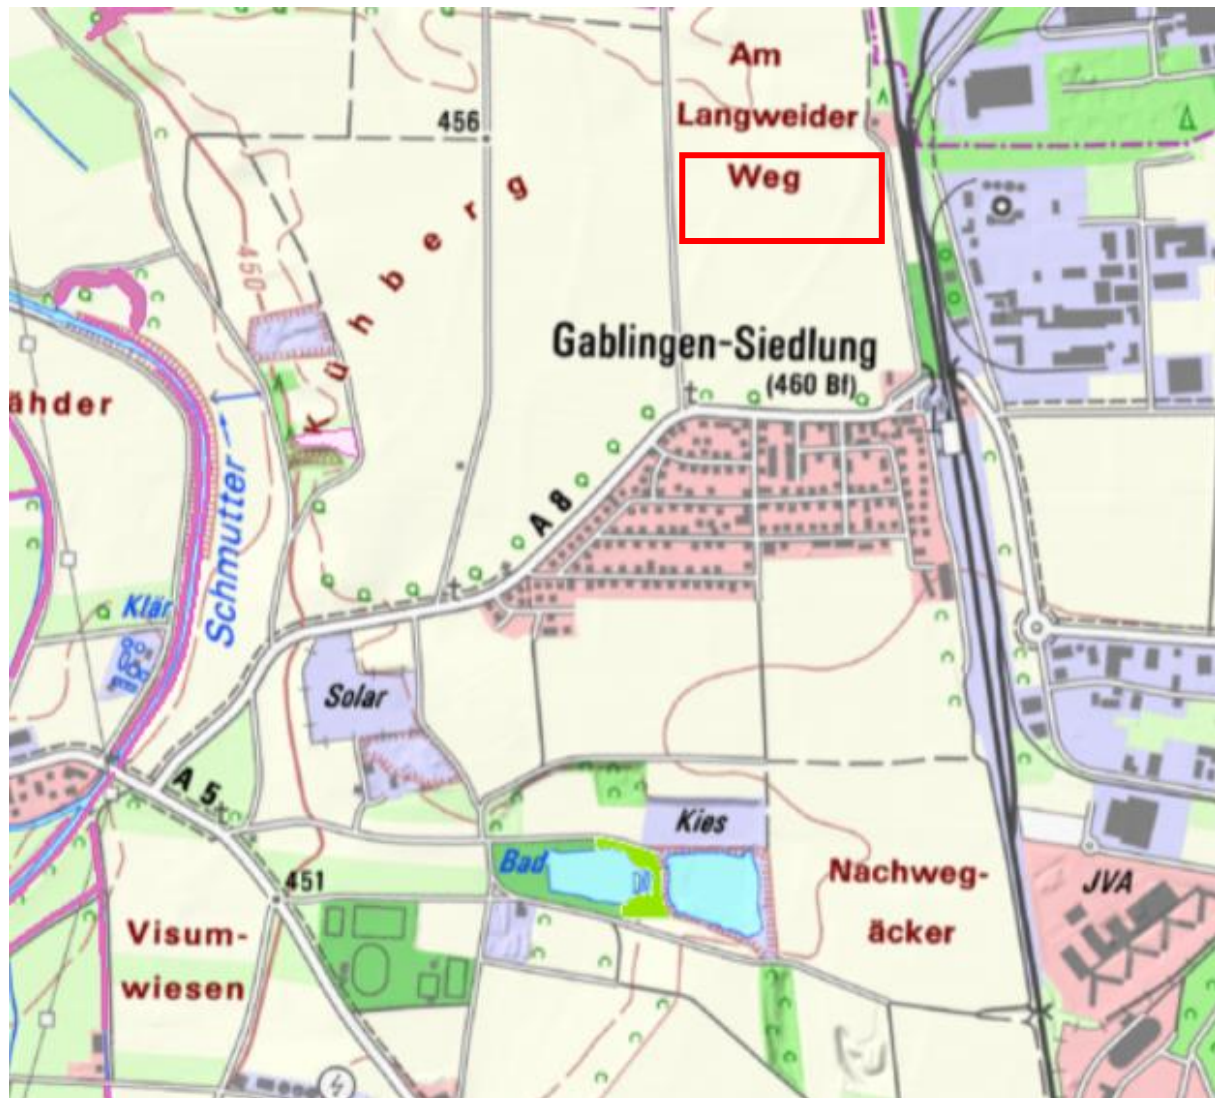 Am
Langweider
Weg
456
Kühberg
450
Gablingen-Siedlung
(460 Bf)
ähder
Schmutter
A 8
Klär
Solar
A 5
Kies
Bad
451
Nachweg-
äcker
JVA
Visum-
wiesen